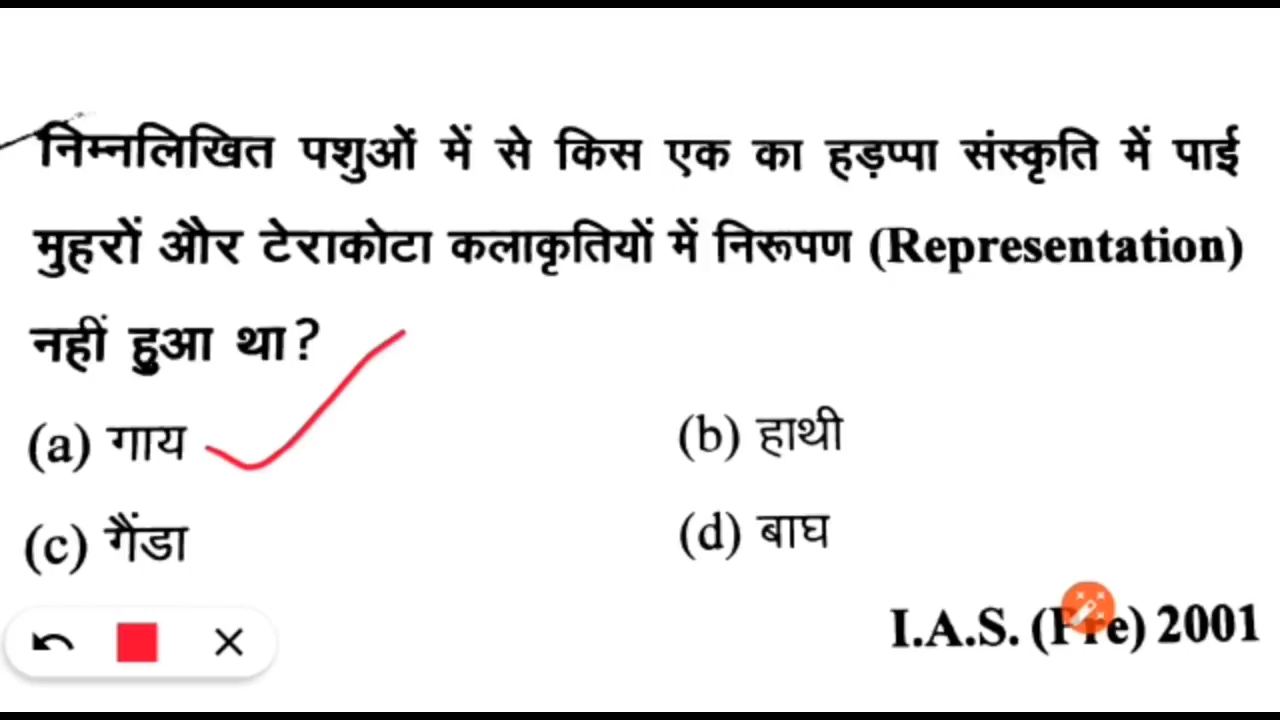 निम्नलिखित पशुओं में से किस एक का हड़प्पा संस्कृति में पाई
मुहरों और टेराकोटा कलाकृतियों में निरूपण (Representation)
नहीं हुआ था?
(a) गाय
(b) हाथी
(c) गैंडा
(d) बाघ
I.A.S. (Pre) 2001